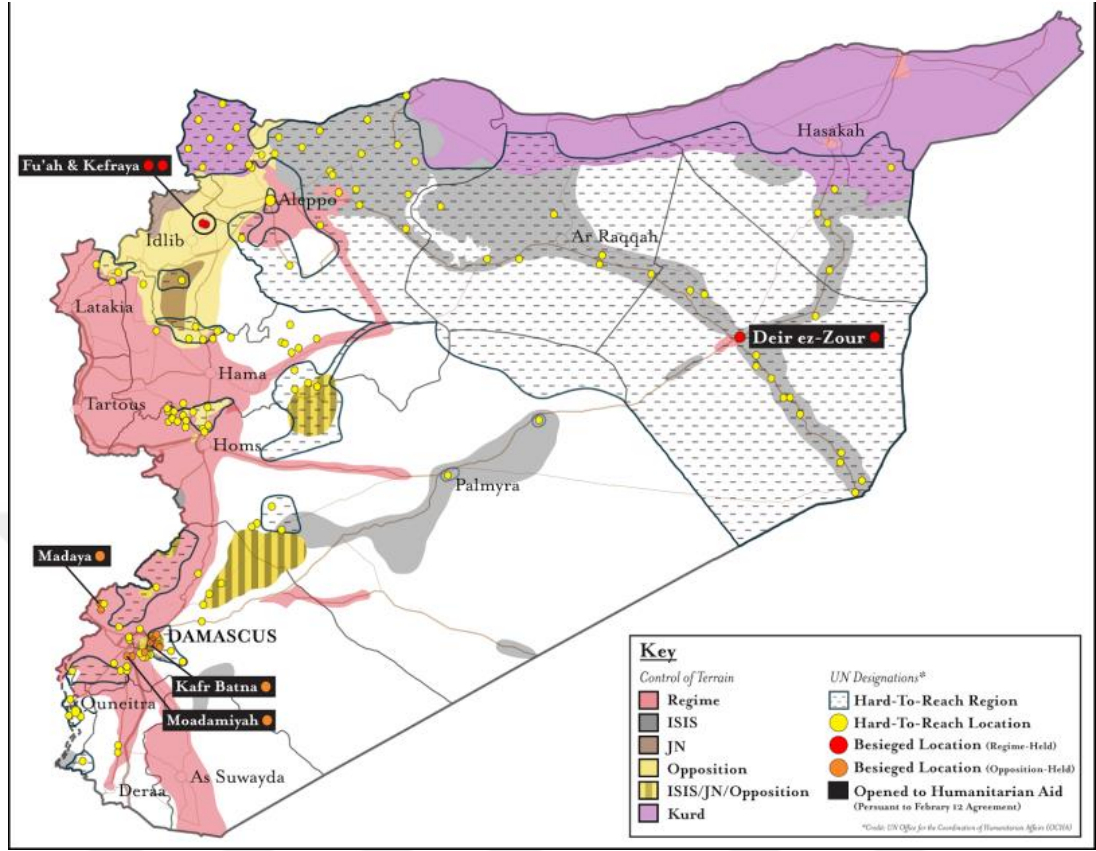 Hasakah
Fu'ah & Kefraya
Aleppo
Idlib
Ar Raqqah
Latakia
Deir ez-Zour
Hama
Tartous
Homs
Palmyra
Madaya
DAMASCUS
Kafr Batna
Quneitra
Moadamiyah
As Suwayda
Deraa
Key
Control of Terrain
Regime
ISIS
JN
Opposition
ISIS/JN/Opposition
Kurd
UN Designations*
Hard-To-Reach Region
Hard-To-Reach Location
Besieged Location (Regime-Held)
Besieged Location (Opposition-Held)
Opened to Humanitarian Aid
(Pursuant to Febrary 12 Agreement)
*Credit: UN Office for the Coordination of Humanitarian Affairs (OCHA)